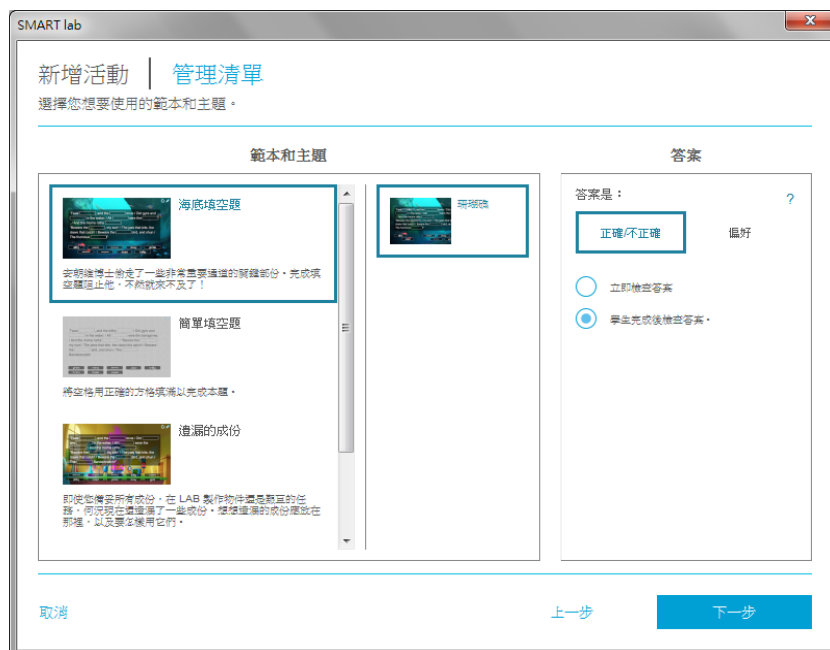 SMART lab
新增活動 | 管理清單
選擇您想要使用的範本和主題。
範本和主題
海底填空題
安朝維博士偷走了一些非常重要通道的關鍵部份。完成填
空題阻止他，不然就來不及了！
簡單填空題
將空格用正確的方格填滿以完成本題。
遺漏的成份
即使您備妥所有成份，在 LAB 製作物件還是艱亘的任
務，何況現在還遺漏了一些成份。想想遺漏的成份應放在
那裡，以及要怎樣用它們。
珊瑚礁
答案
答案是：
?
正確/不正確
偏好
立即檢查答案
學生完成後檢查答案。
取消
上一步
下一步